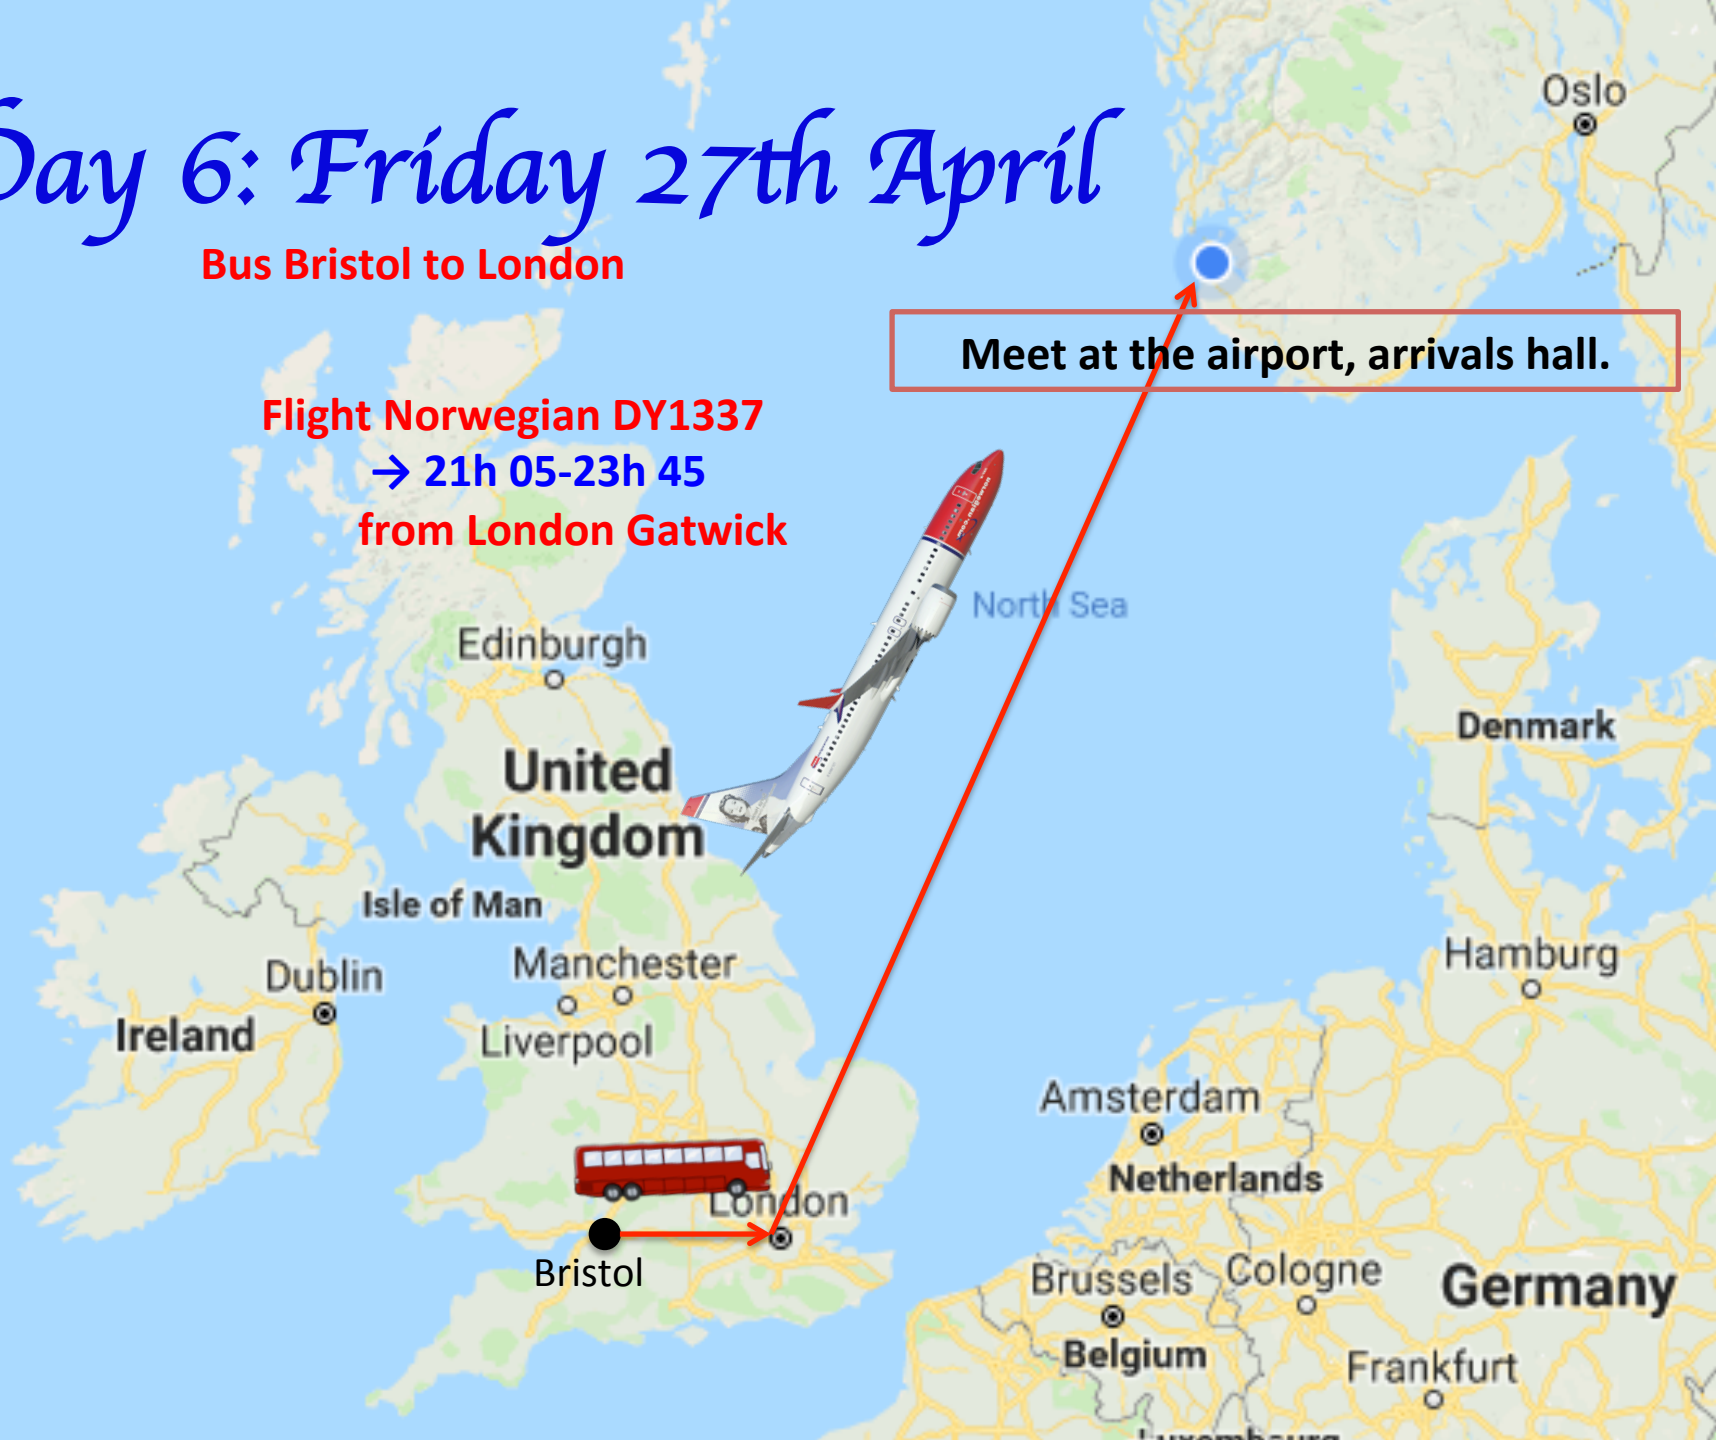 Day 6: Friday 27th April
Bus Bristol to London
Meet at the airport, arrivals hall.
Flight Norwegian DY1337
→ 21h 05-23h 45
from London Gatwick
Oslo
North Sea
Edinburgh
Denmark
United
Kingdom
Isle of Man
Hamburg
Manchester
Dublin
Ireland
Liverpool
Amsterdam
Netherlands
London
Bristol
Brussels
Cologne
Germany
Belgium
Frankfurt
Luxembourg